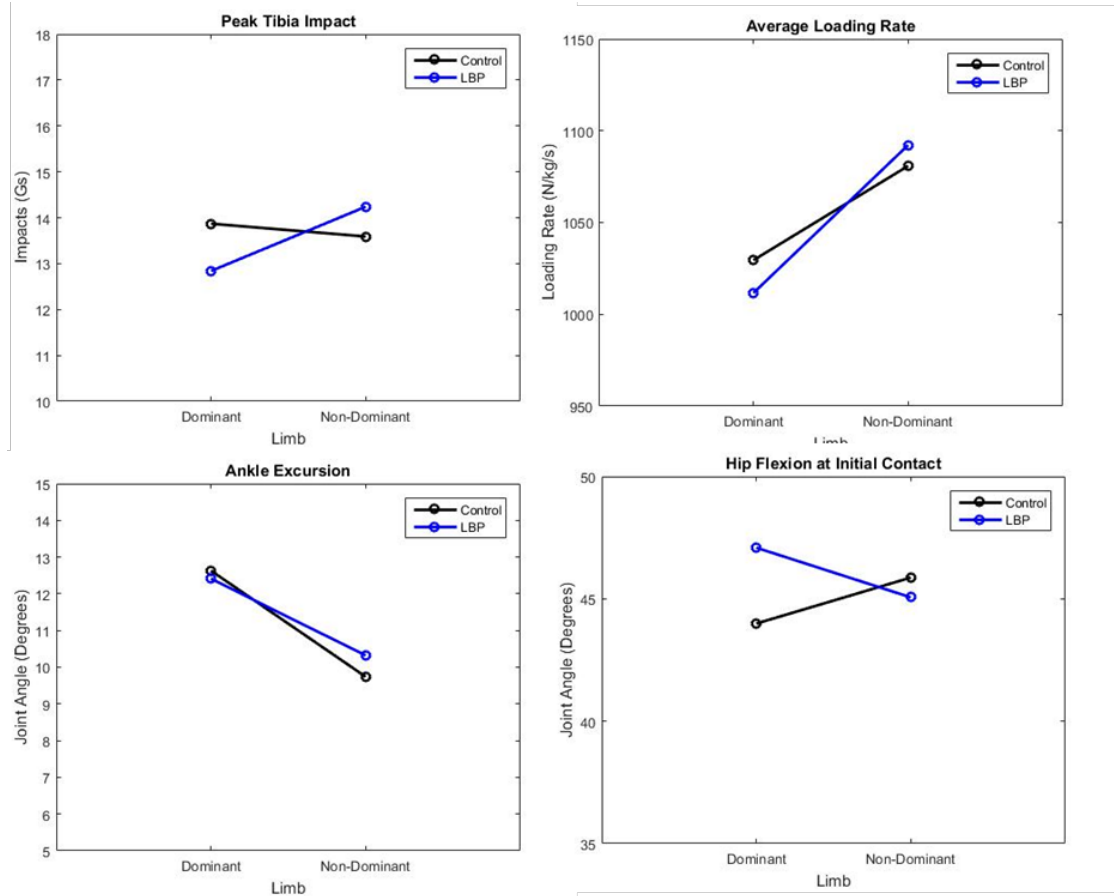 Peak Tibia Impact
18
17
16
15
14
13
12
11
10
Impacts (Gs)
Control
LBP
Dominant Non-Dominant
Limb
Average Loading Rate
1150
1100
1050
1000
950
Loading Rate (N/kg/s)
Control
LBP
Dominant Non-Dominant
Limb
Ankle Excursion
15
14
13
12
11
10
9
8
7
6
5
Joint Angle (Degrees)
Control
LBP
Dominant Non-Dominant
Limb
Hip Flexion at Initial Contact
50
45
40
35
Joint Angle (Degrees)
Control
LBP
Dominant Non-Dominant
Limb